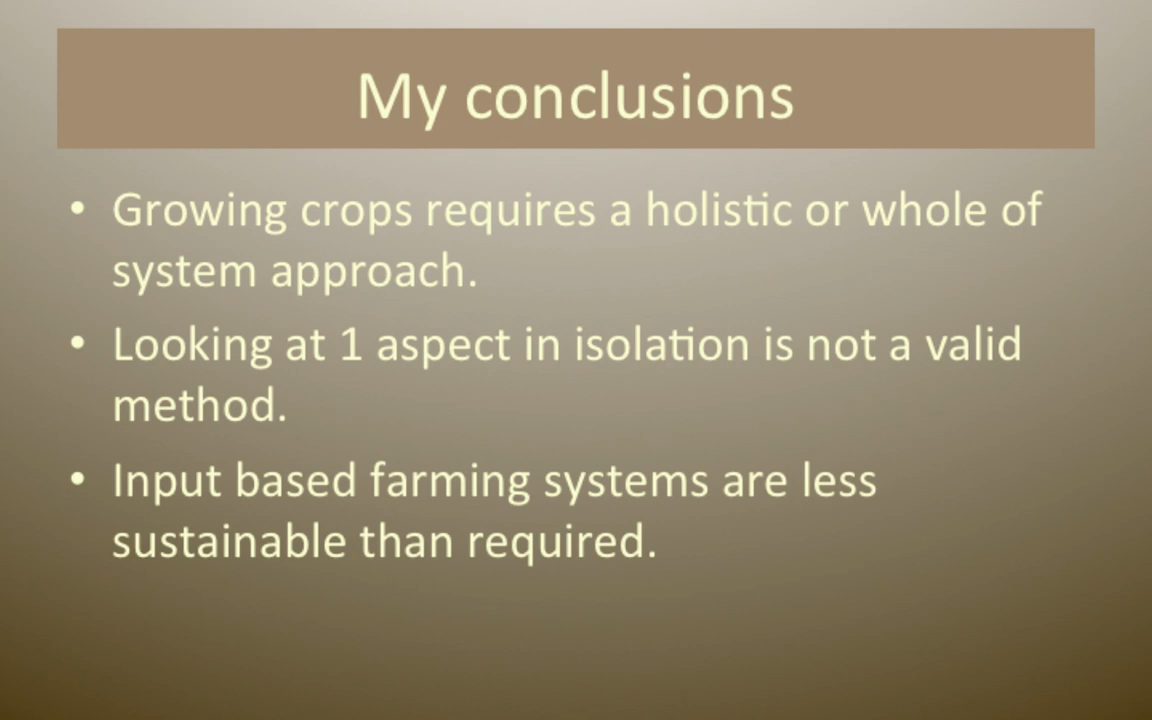 My conclusions
• Growing crops requires a holistic or whole of
system approach.
• Looking at 1 aspect in isolation is not a valid
method.
• Input based farming systems are less
sustainable than required.